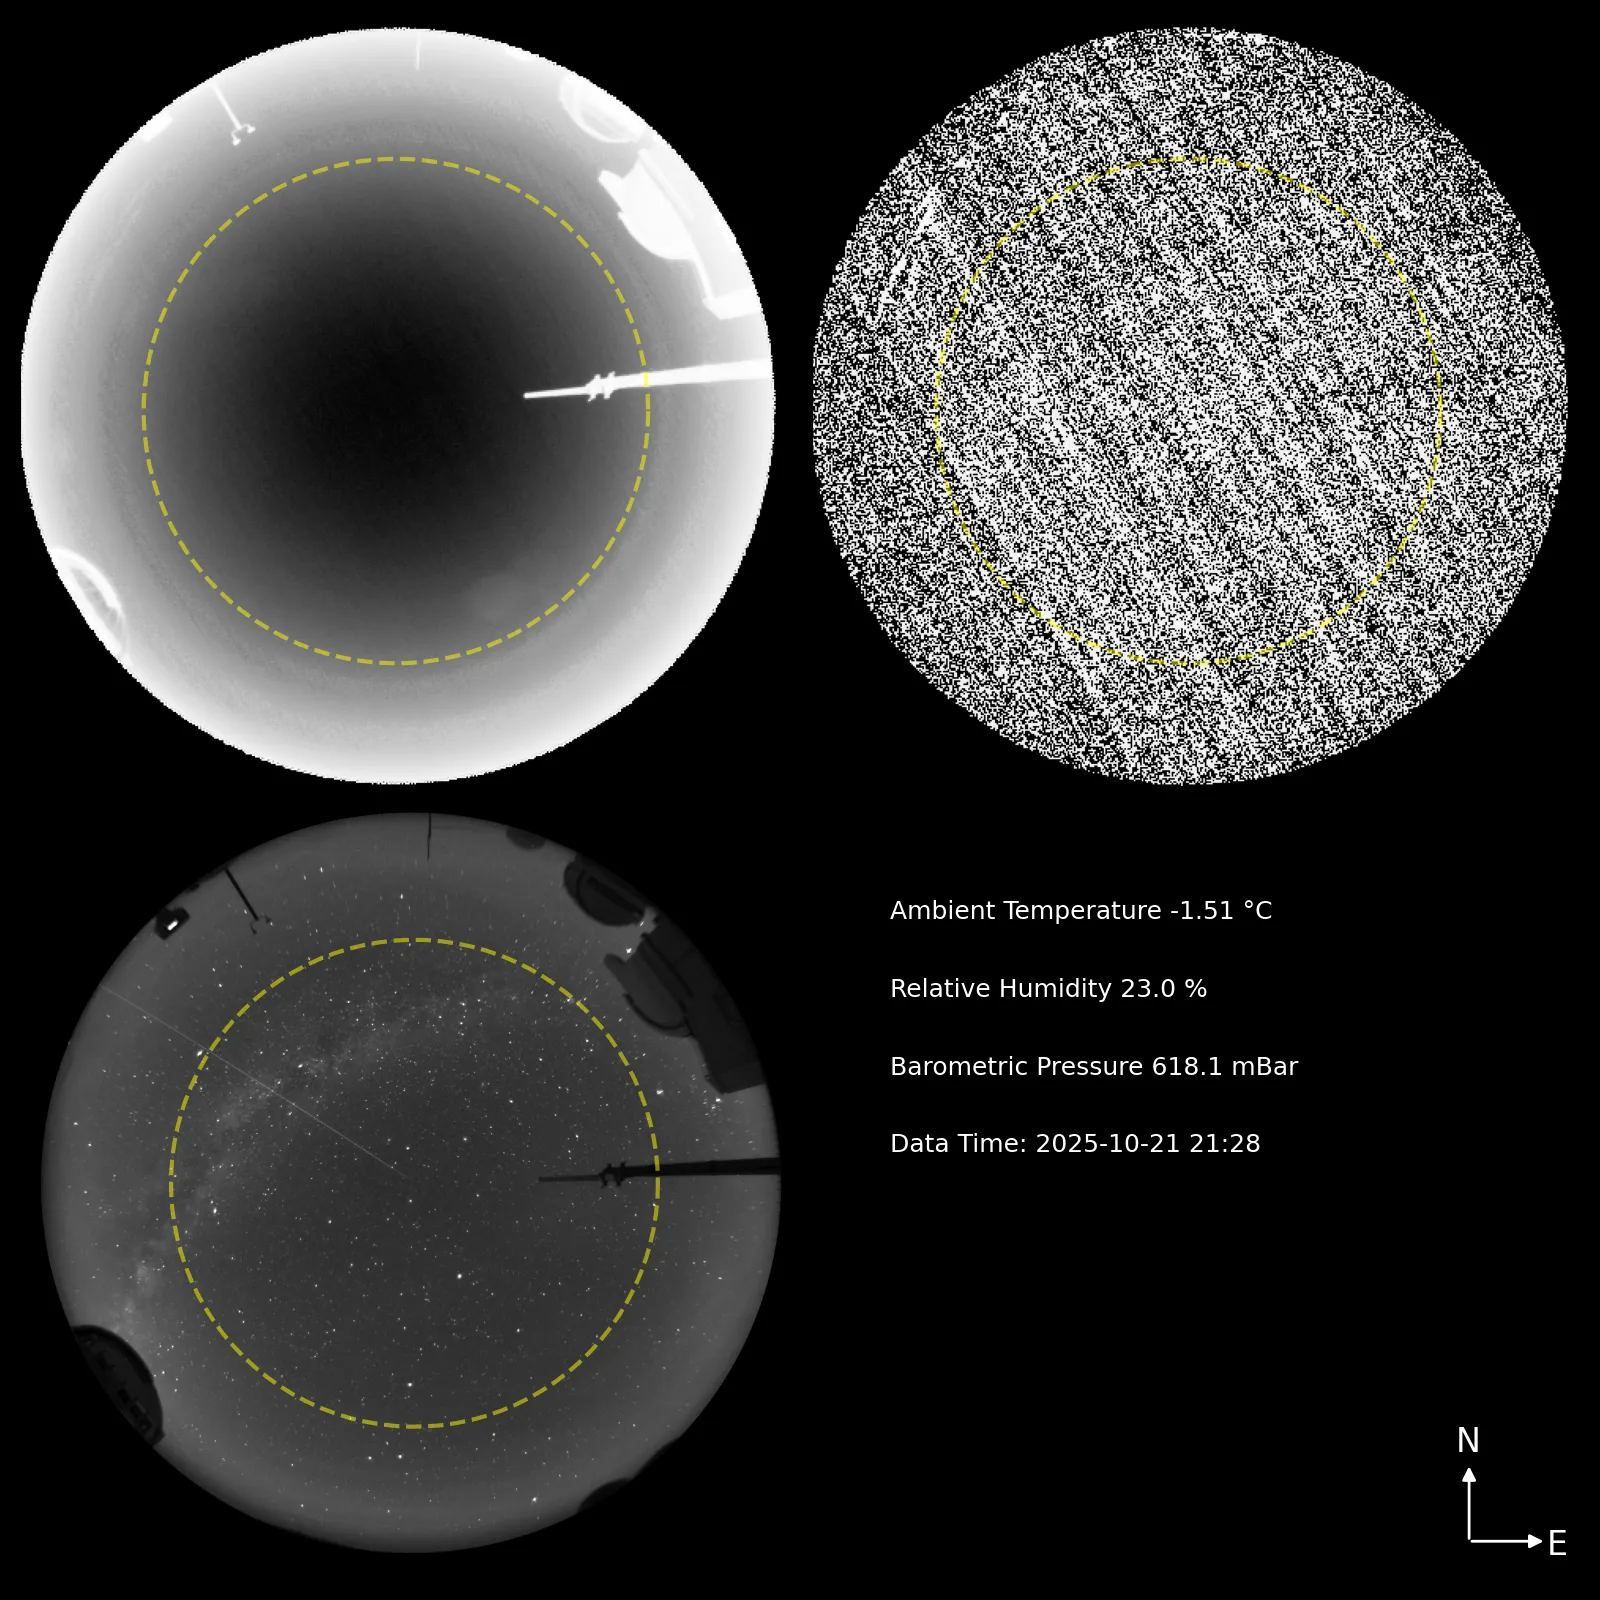 Ambient Temperature -1.51 °C
Relative Humidity 23.0 %
Barometric Pressure 618.1 mBar
Data Time: 2025-10-21 21:28
N
E